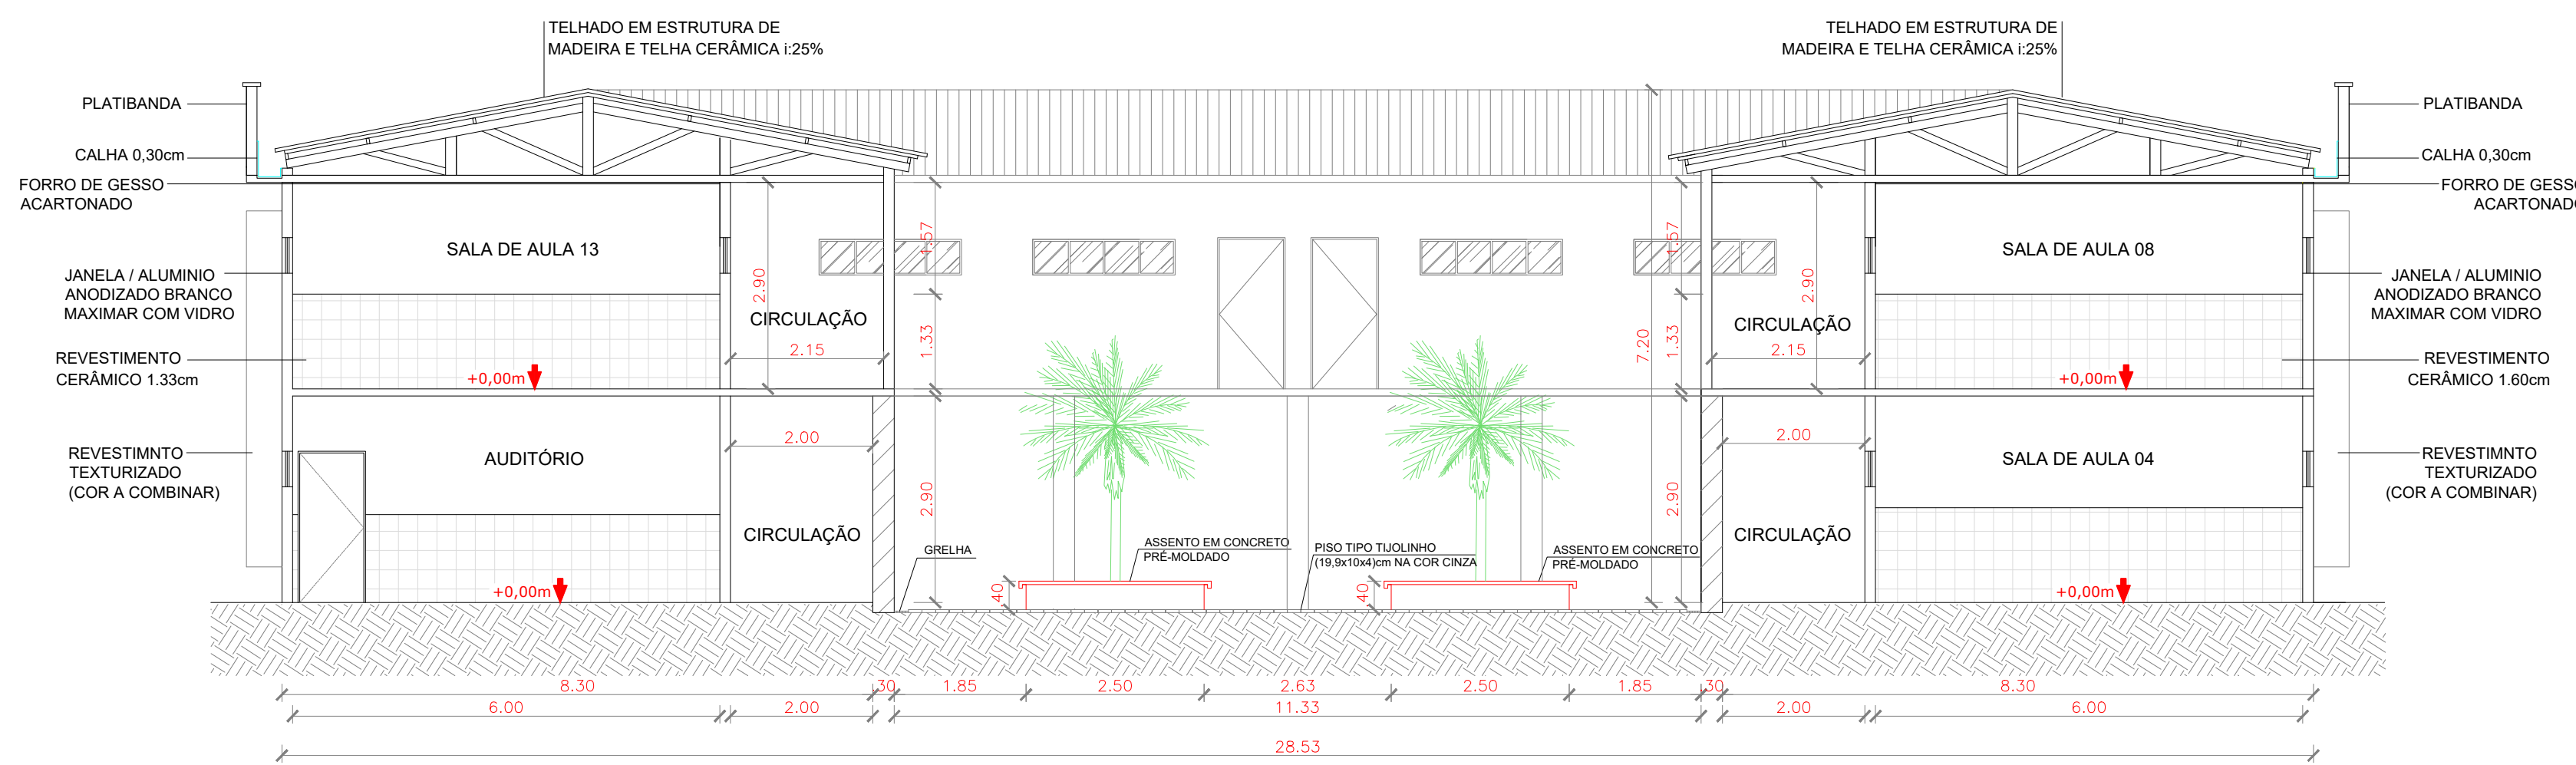 TELHADO EM ESTRUTURA DE
MADEIRA E TELHA CERÂMICA i:25%
TELHADO EM ESTRUTURA DE
MADEIRA E TELHA CERÂMICA i:25%
PLATIBANDA
CALHA 0,30cm
FORRO DE GESSO
ACARTONADO
JANELA / ALUMINIO
ANODIZADO BRANCO
MAXIMAR COM VIDRO
REVESTIMENTO
CERÂMICO 1.33cm
REVESTIMNTO
TEXTURIZADO
(COR A COMBINAR)
SALA DE AULA 13
+0,00m
AUDITÓRIO
+0,00m
2.90
CIRCULAÇÃO
2.15
2.00
CIRCULAÇÃO
1.57
1.33
2.90
GRELHA
40
ASSENTO EM CONCRETO
PRÉ-MOLDADO
PISO TIPO TIJOLINHO
(19,9x10x4)cm NA COR CINZA
40
ASSENTO EM CONCRETO
PRÉ-MOLDADO
7.20
1.57
1.33
2.90
2.90
CIRCULAÇÃO
2.15
2.00
CIRCULAÇÃO
SALA DE AULA 08
+0,00m
SALA DE AULA 04
+0,00m
PLATIBANDA
CALHA 0,30cm
FORRO DE GESS
ACARTONAD
JANELA / ALUMINIO
ANODIZADO BRANCO
MAXIMAR COM VIDRO
REVESTIMENTO
CERÂMICO 1.60cm
REVESTIMNTO
TEXTURIZADO
(COR A COMBINAR)
8.30 30 1.85 2.50 2.63 2.50 1.85 30 8.30
6.00 2.00 11.33 2.00 6.00
28.53